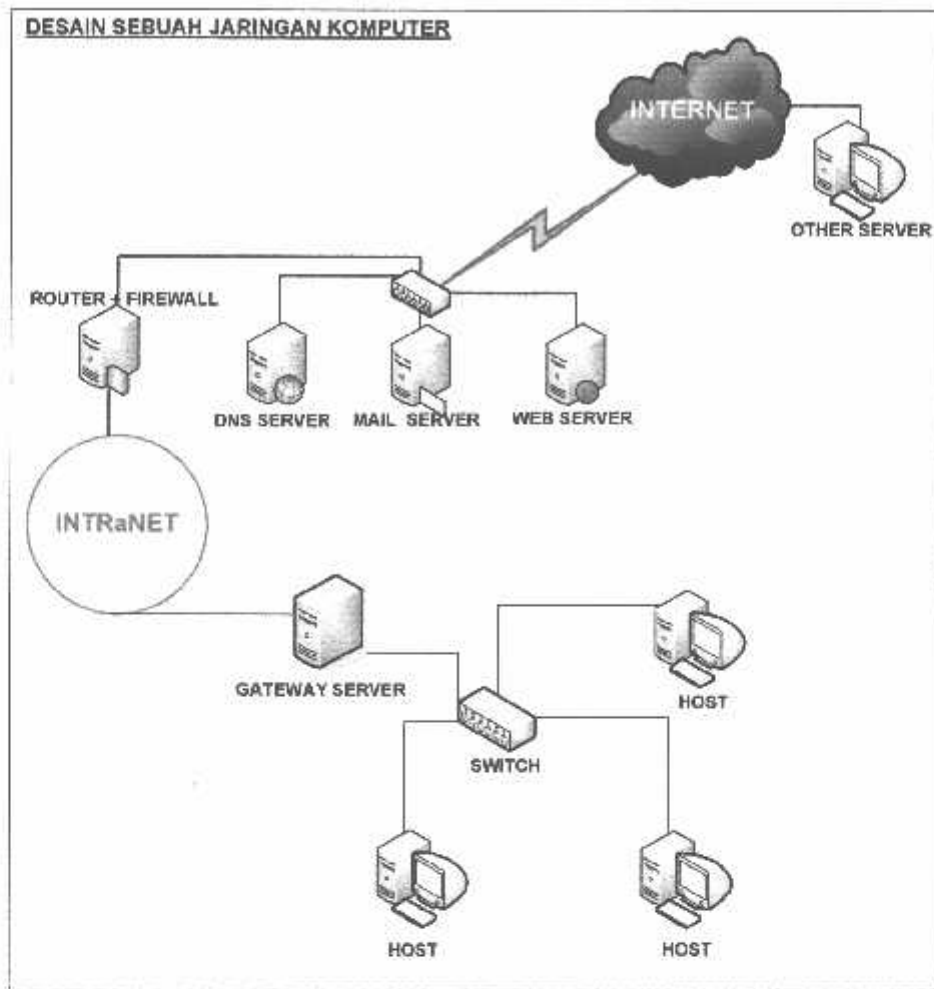 DESAIN SEBUAH JARINGAN KOMPUTER
INTERNET
OTHER SERVER
ROUTER + FIREWALL
DNS SERVER
MAIL SERVER
WEB SERVER
INTRaNET
GATEWAY SERVER
HOST
SWITCH
HOST
HOST